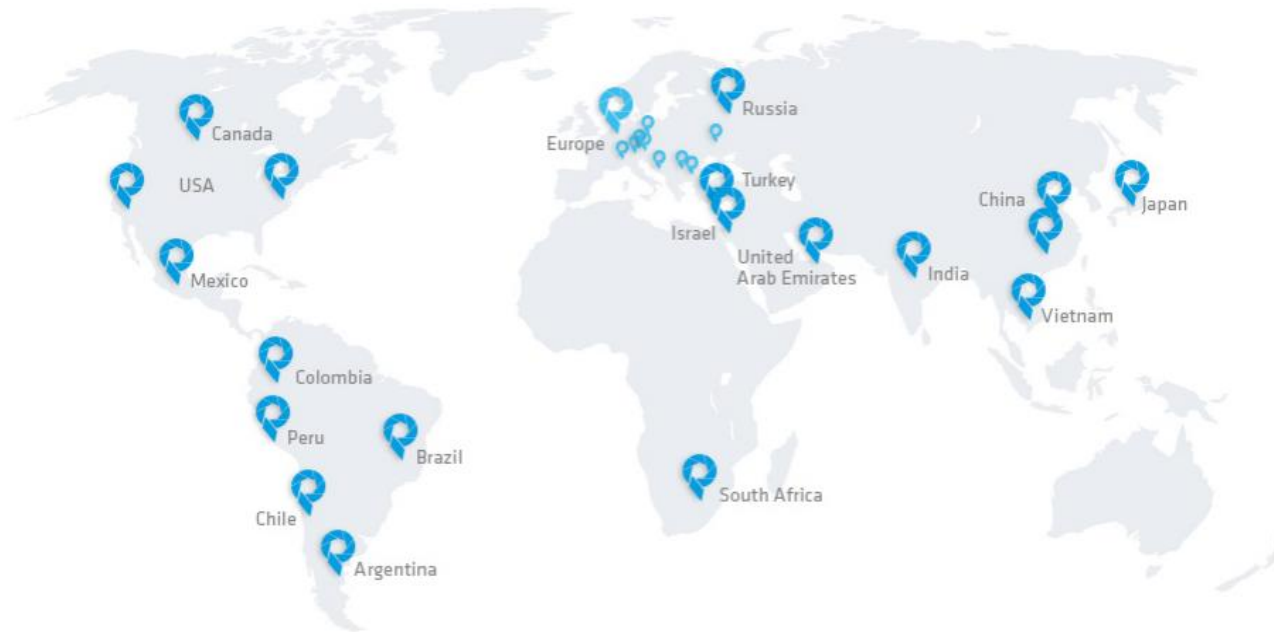 Canada
Russia
Europe
USA
Turkey
China
Japan
Israel
United
Arab Emirates
India
Mexico
Vietnam
Colombia
Peru
Brazil
South Africa
Chile
Argentina